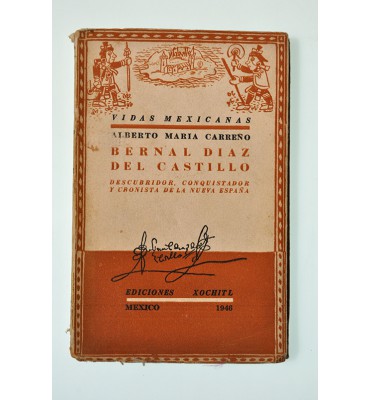 VIDAS MEXICANAS
ALBERTO MARIA CARREÑO
BERNAL DIAZ
DEL CASTILLO
DESCUBRIDOR, CONQUISTADOR
Y CRONISTA DE LA NUEVA ESPAÑA
EDICIONES XOCHITL
MEXICO 1946